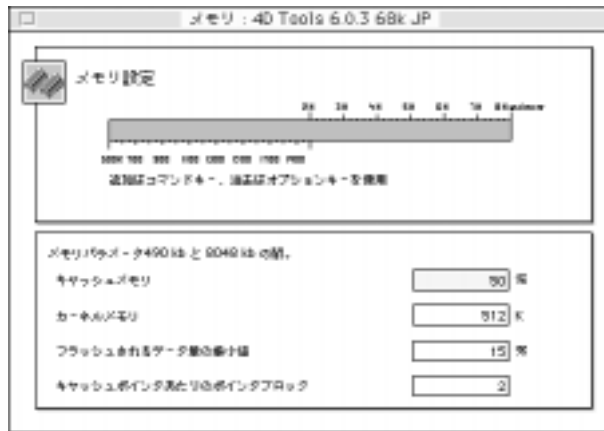 メモリ : 4D Tools 6.0.3 68k JP
メモリ設定
追加はコマンドキー、消去はオプションキーを使用
メモリパラメータ490 kb と 8048 kb の間。
キャッシュメモリ
50 %
カーネルメモリ
512 K
フラッシュされるデータ量の最小値
15 %
キャッシュポインタあたりのポインタブロック
2